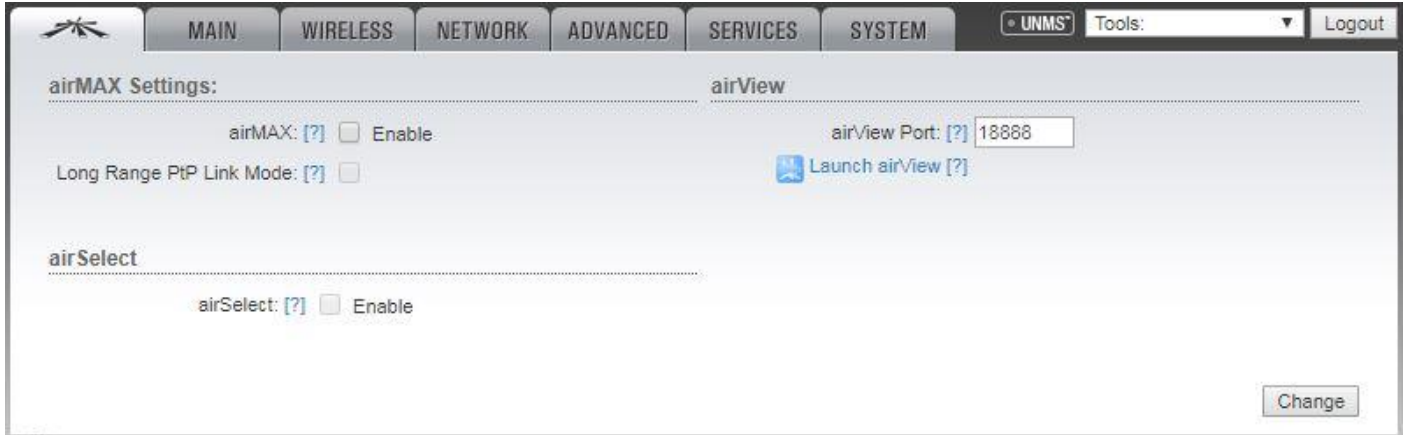 MAIN WIRELESS NETWORK ADVANCED SERVICES SYSTEM UNMS™ Tools: Logout
airMAX Settings:
airMAX: [?] Enable
Long Range PtP Link Mode: [?]
airView
airView Port: [?] 18888
Launch airView [?]
airSelect
airSelect: [?] Enable
Change